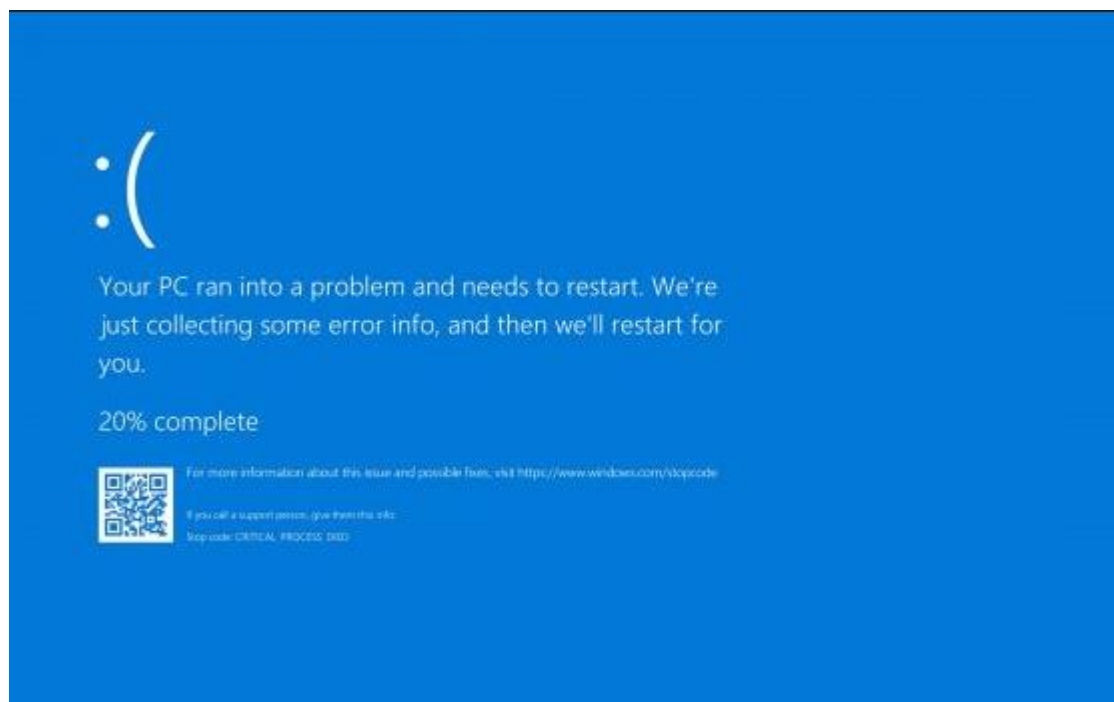 :(
Your PC ran into a problem and needs to restart. We're
just collecting some error info, and then we'll restart for
you.
20% complete
For more information about this issue and possible fixes, visit https://www.windows.com/stopcode
If you call a support person, give them this info:
Stop code: CRITICAL PROCESS DIED